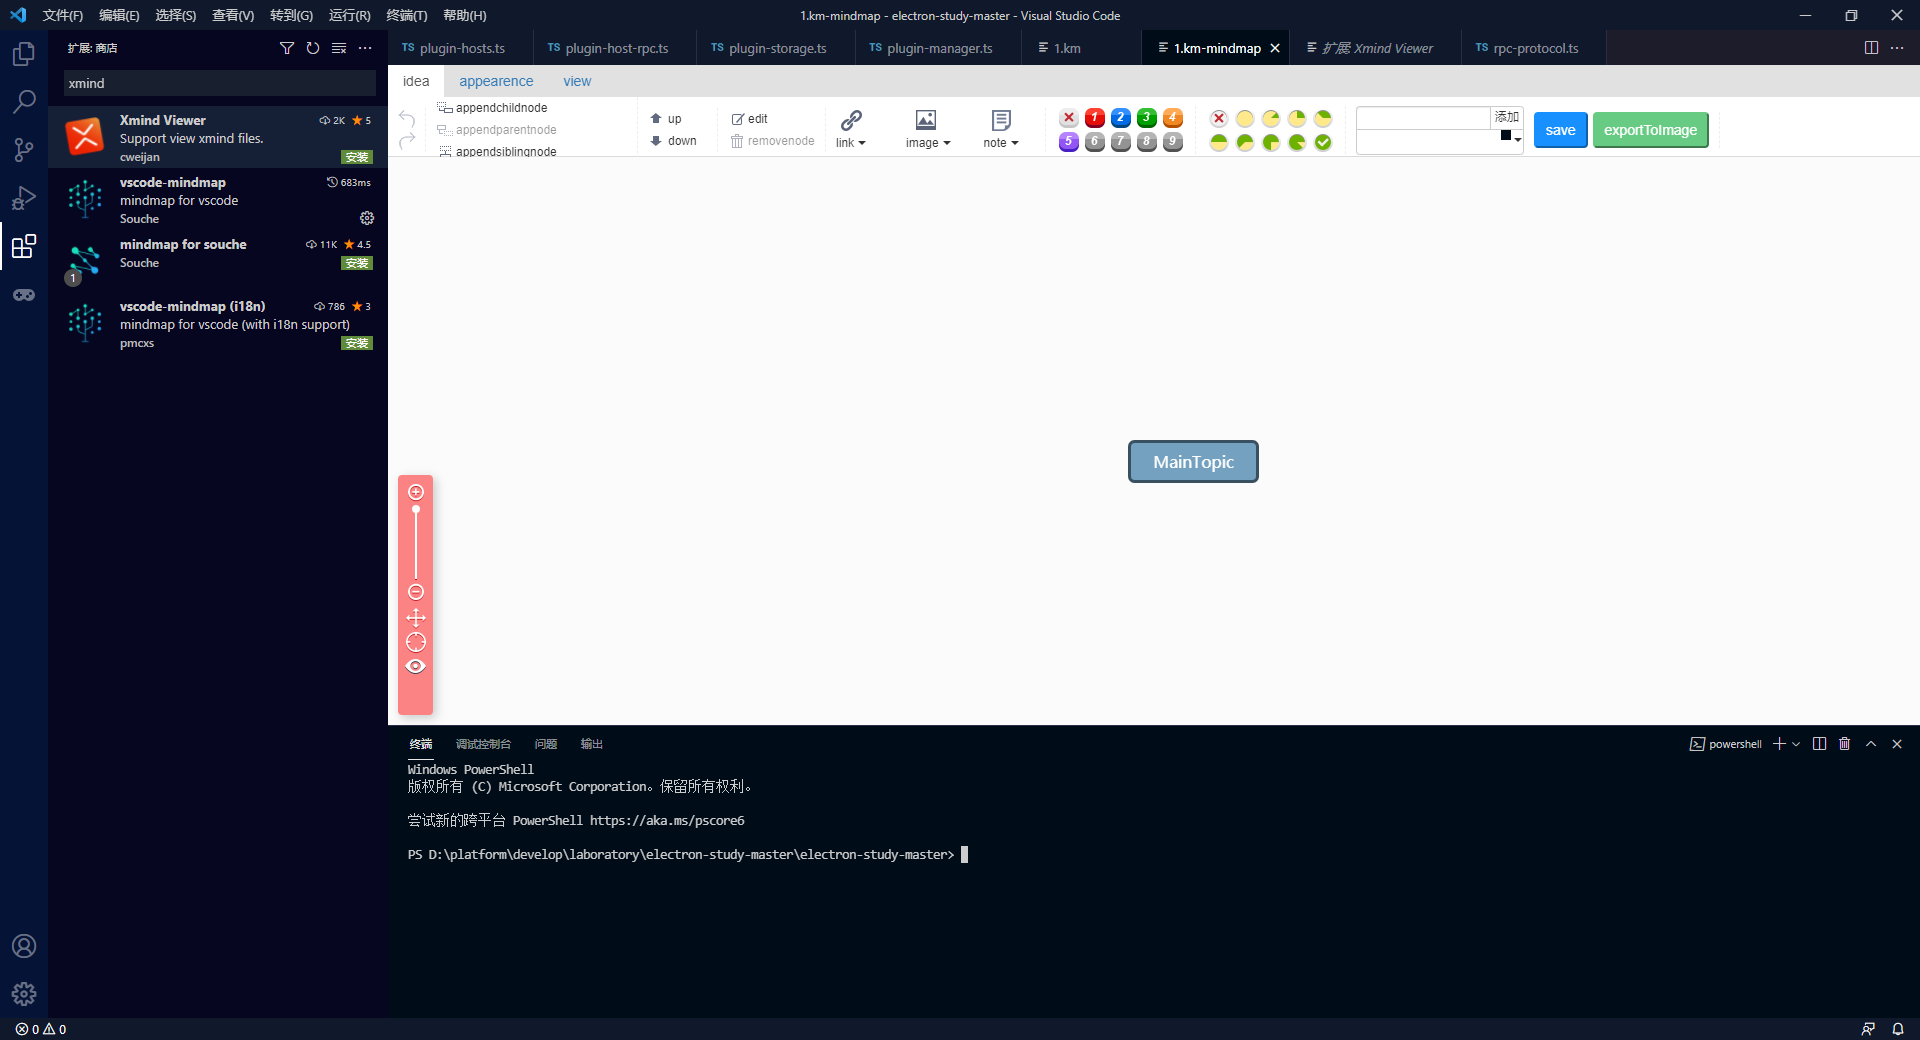 文件(F) 编辑(E) 选择(S) 查看(V) 转到(G) 运行(R) 终端(T) 帮助(H) 1.km-mindmap - electron-study-master - Visual Studio Code
扩展: 商店
xmind
Xmind Viewer 2K 5
Support view xmind files.
cweijan 安装
vscode-mindmap 683ms
mindmap for vscode
Souche
mindmap for souche 11K 4.5
Souche 安装
1
vscode-mindmap (i18n) 786 3
mindmap for vscode (with i18n support)
pmcxs 安装
TS plugin-hosts.ts TS plugin-host-rpc.ts TS plugin-storage.ts TS plugin-manager.ts 1.km 1.km-mindmap 扩展: Xmind Viewer TS rpc-protocol.ts
idea appearence view
appendchildnode
appendparentnode
appendsiblingnode
up
down
edit
removenode
link
image
note
1 2 3 4
5 6 7 8 9
添加
save exportToImage
MainTopic
终端 调试控制台 问题 输出 powershell
Windows PowerShell
版权所有 (C) Microsoft Corporation。保留所有权利。
尝试新的跨平台 PowerShell https://aka.ms/pscore6
PS D:\platform\develop\laboratory\electron-study-master\electron-study-master>
0 0